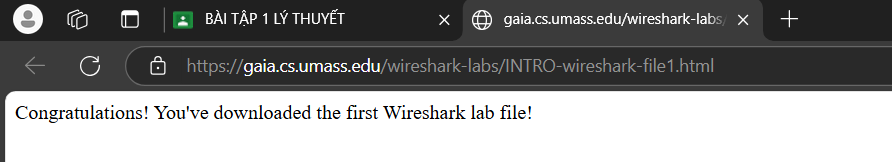 BÀI TẬP 1 LÝ THUYẾT
gaia.cs.umass.edu/wireshark-labs/
https://gaia.cs.umass.edu/wireshark-labs/INTRO-wireshark-file1.html
Congratulations! You've downloaded the first Wireshark lab file!